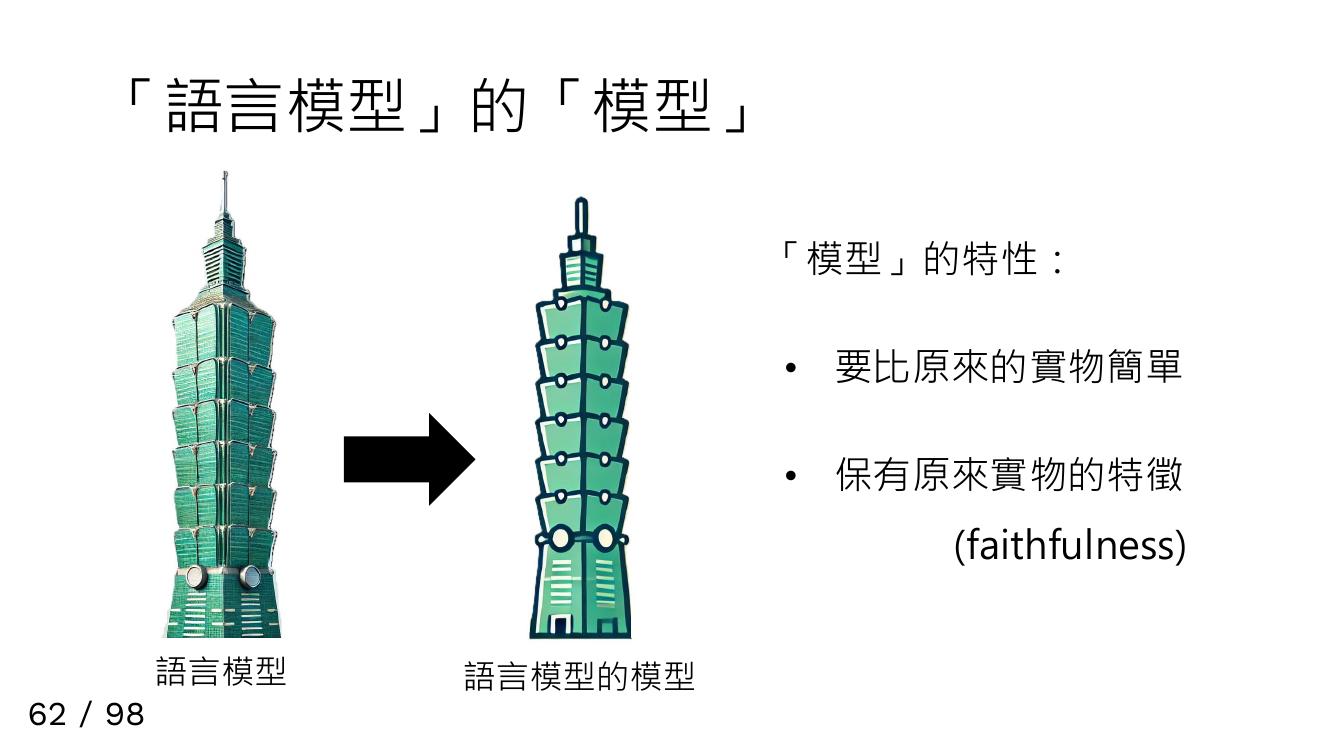 「語言模型」的「模型」
「模型」的特性：
• 要比原來的實物簡單
• 保有原來實物的特徵
(faithfulness)
語言模型
語言模型的模型
62 / 98